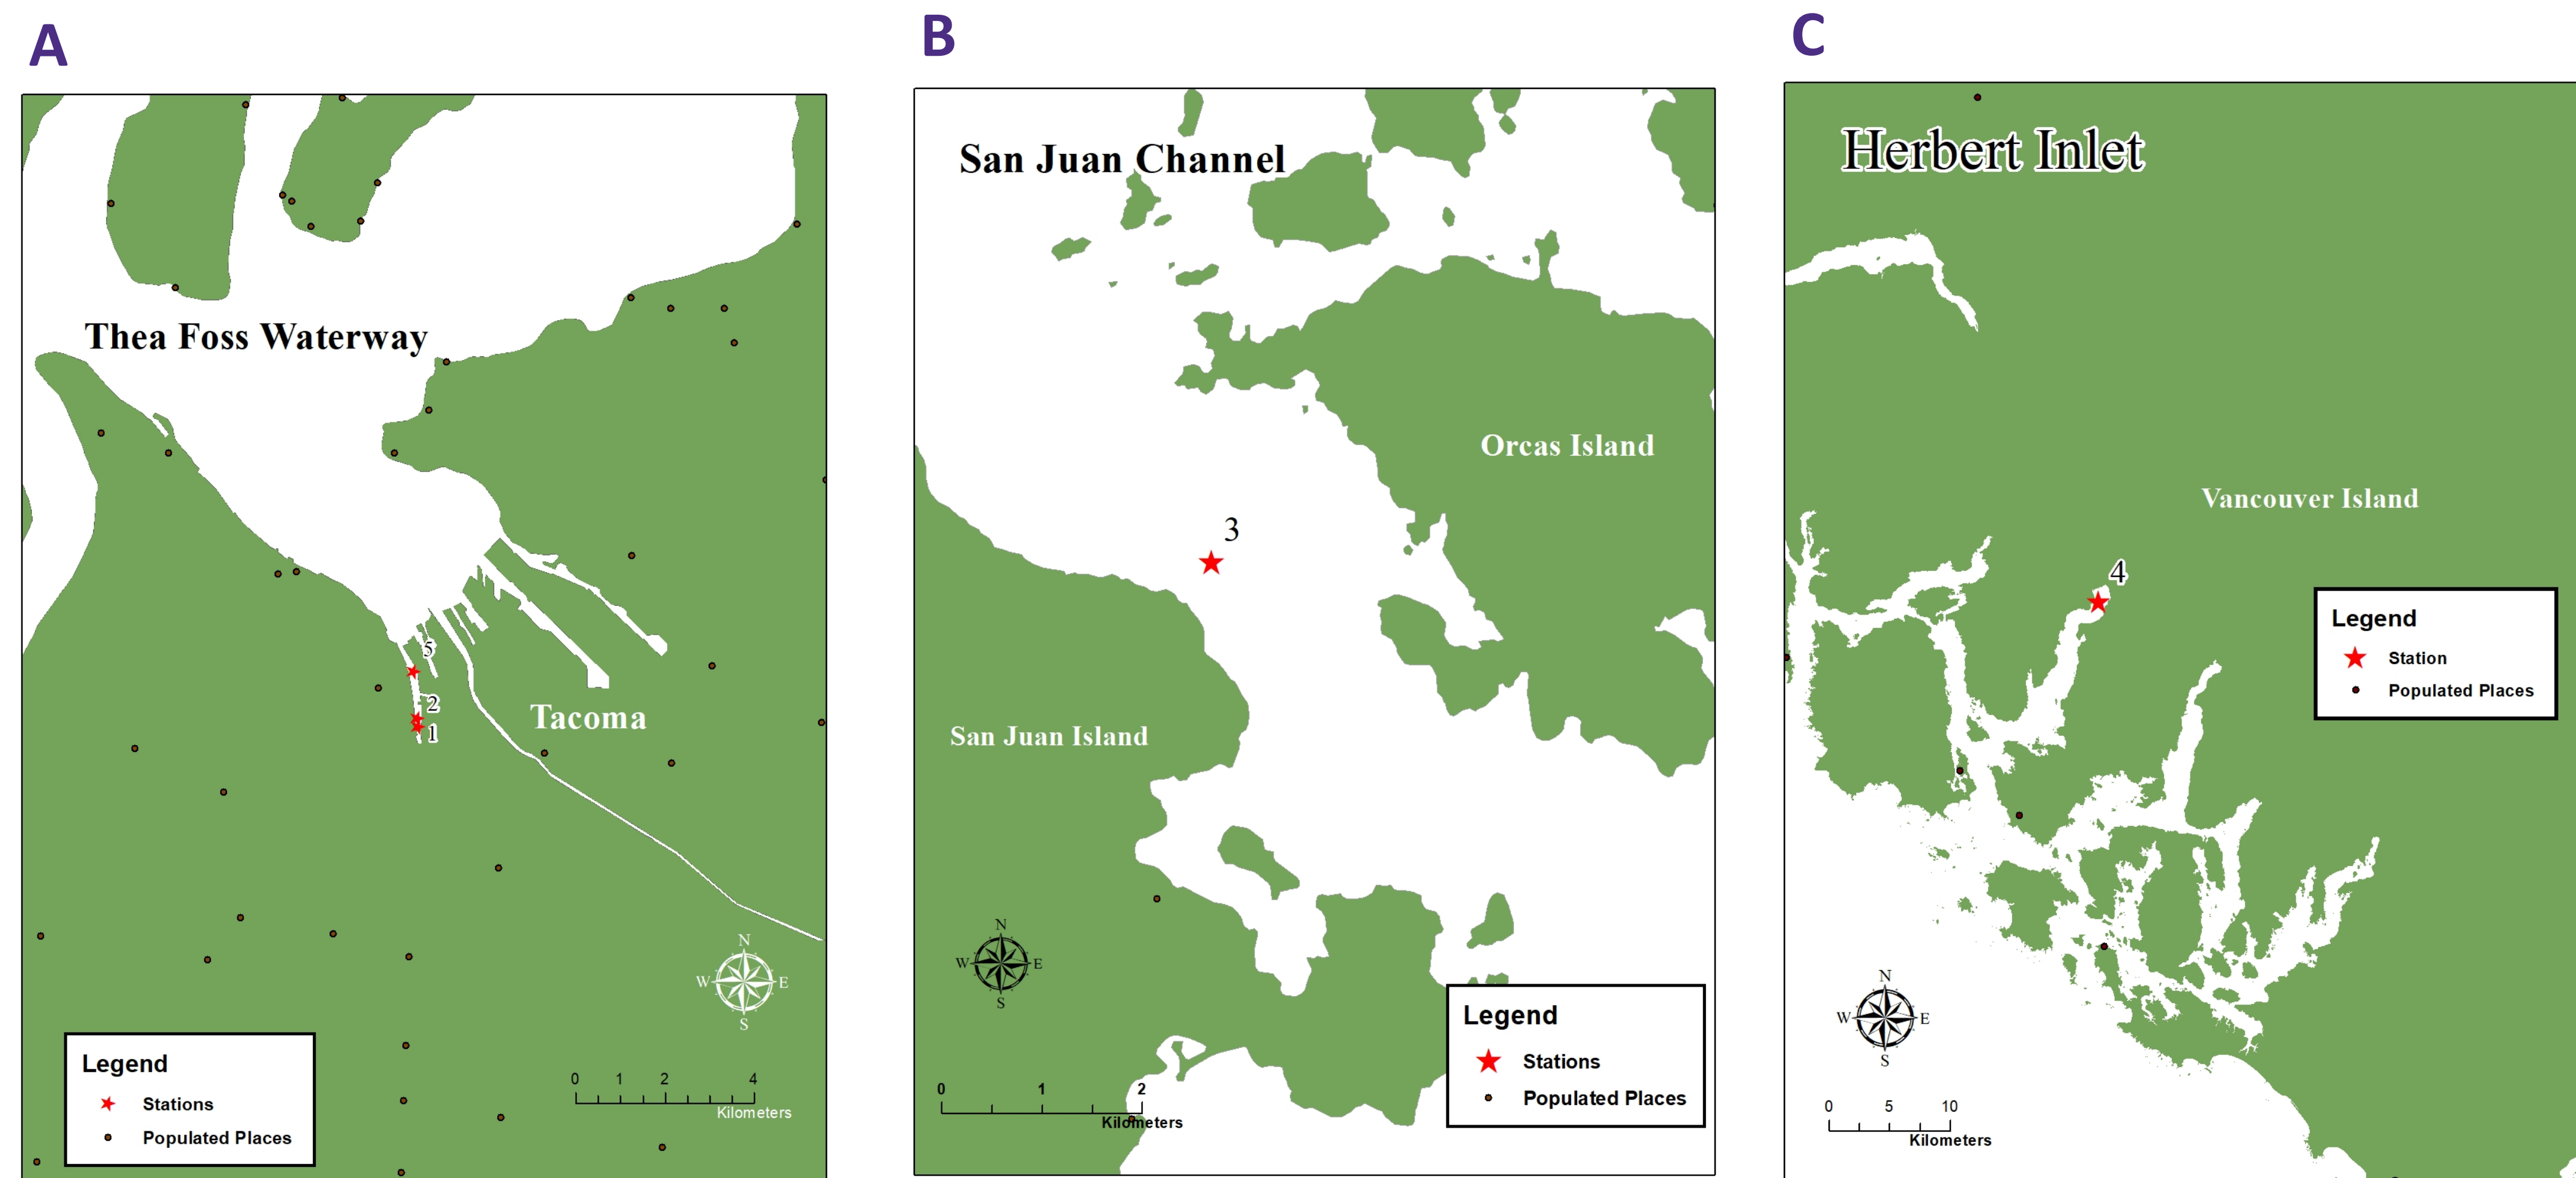 A
Thea Foss Waterway
5
2
1
Tacoma
N
W E
S
Legend
Stations
Populated Places
0 1 2 4
Kilometers
B
San Juan Channel
Orcas Island
3
San Juan Island
N
W E
S
0 1 2
Kilometers
Legend
Stations
Populated Places
C
Herbert Inlet
Vancouver Island
4
Legend
Station
Populated Places
N
W E
S
0 5 10
Kilometers